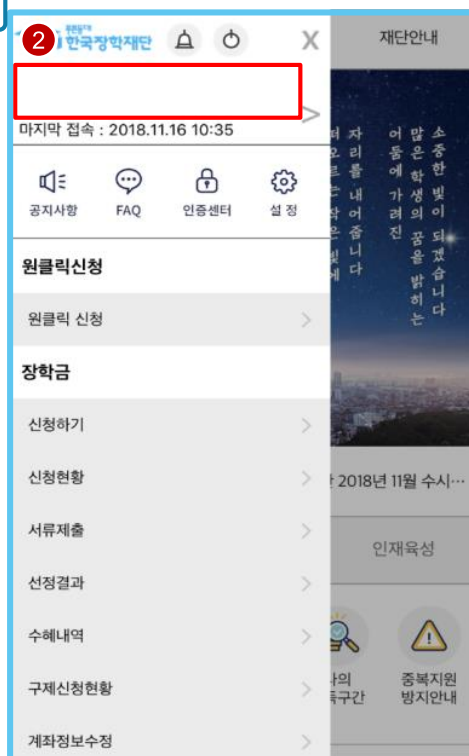 2
푸른등대
한국장학재단
X
재단안내
마지막 접속 : 2018.11.16 10:35
>
공지사항
FAQ
인증센터
설 정
원클릭신청
원클릭 신청
장학금
신청하기
신청현황
서류제출
선정결과
수혜내역
구제신청현황
계좌정보수정
소중한 빛이 되겠습니다
많은 학생의 꿈을 밝히는
어둠에 가려진
자리를 내어줍니다
2018년 11월 수시…
인재육성
중복지원
방지안내